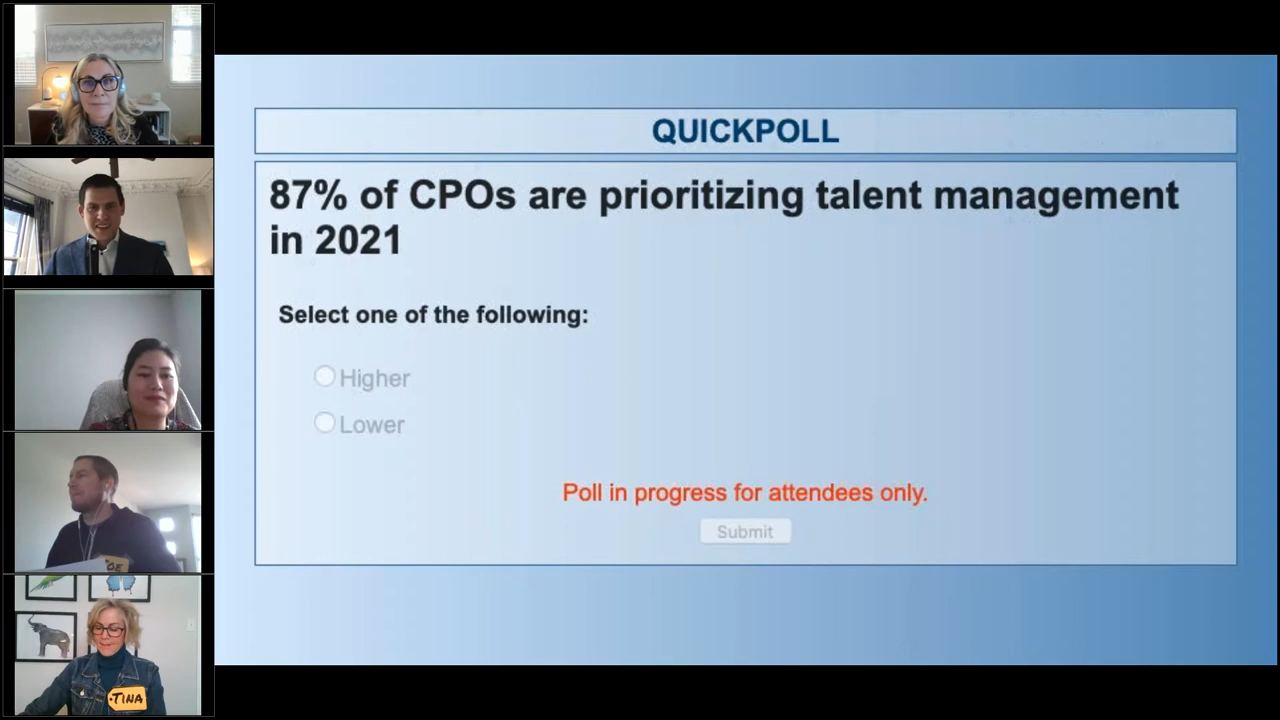 QUICKPOLL
87% of CPOs are prioritizing talent management
in 2021
Select one of the following:
Higher
Lower
Poll in progress for attendees only.
Submit
OE
TINA